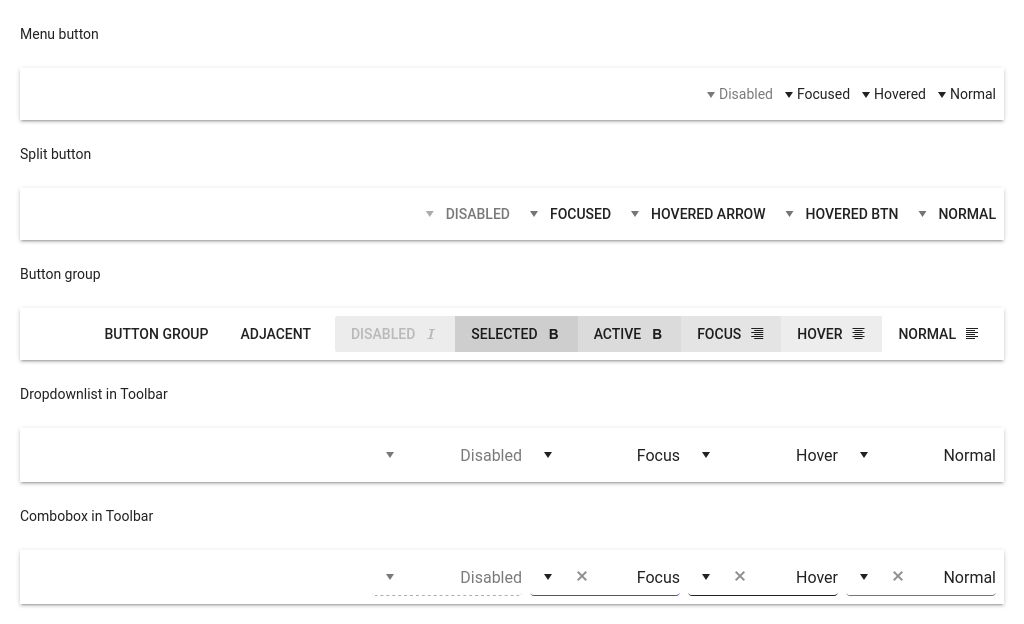 Menu button
Disabled Focused Hovered Normal
Split button
DISABLED FOCUSED HOVERED ARROW HOVERED BTN NORMAL
Button group
BUTTON GROUP ADJACENT DISABLED I SELECTED B ACTIVE B FOCUS HOVER NORMAL
Dropdownlist in Toolbar
Disabled Focus Hover Normal
Combobox in Toolbar
Disabled Focus Hover Normal